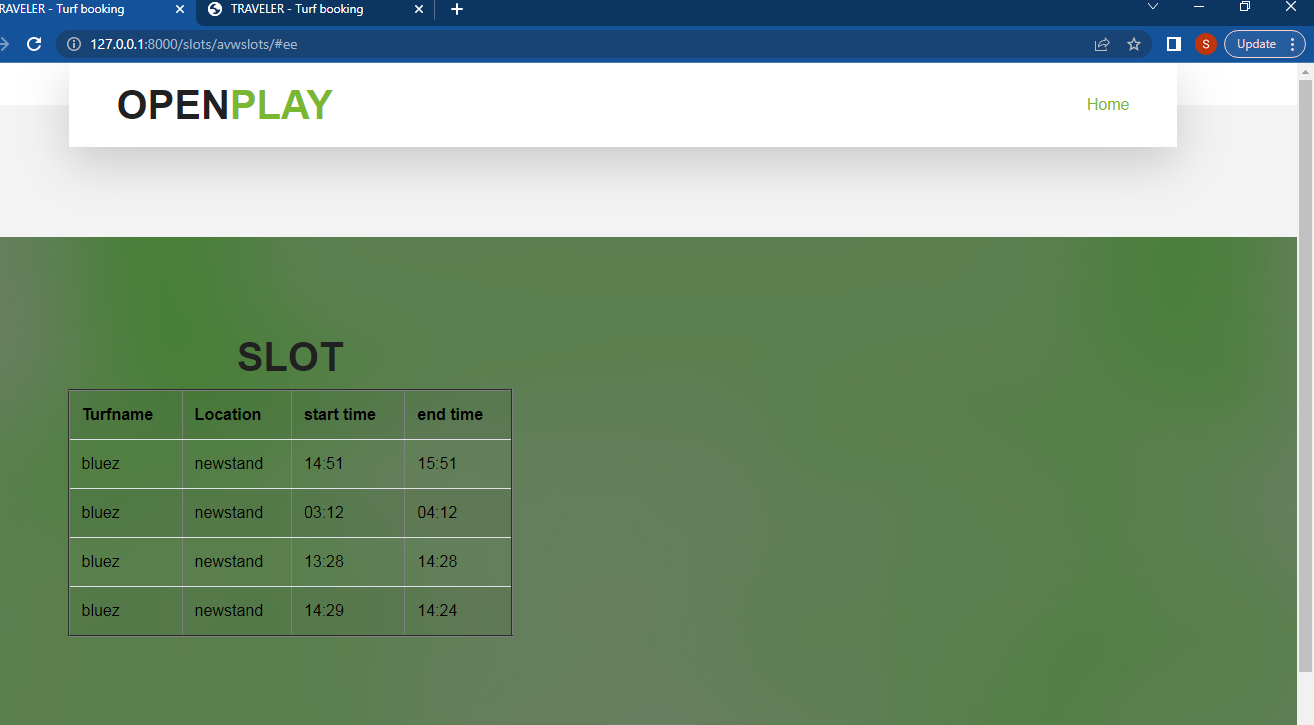 RAVELER - Turf booking
TRAVELER - Turf booking
127.0.0.1:8000/slots/avwslots/#ee
S
Update
OPENPLAY
Home
SLOT
Turfname Location start time end time
bluez newstand 14:51 15:51
bluez newstand 03:12 04:12
bluez newstand 13:28 14:28
bluez newstand 14:29 14:24